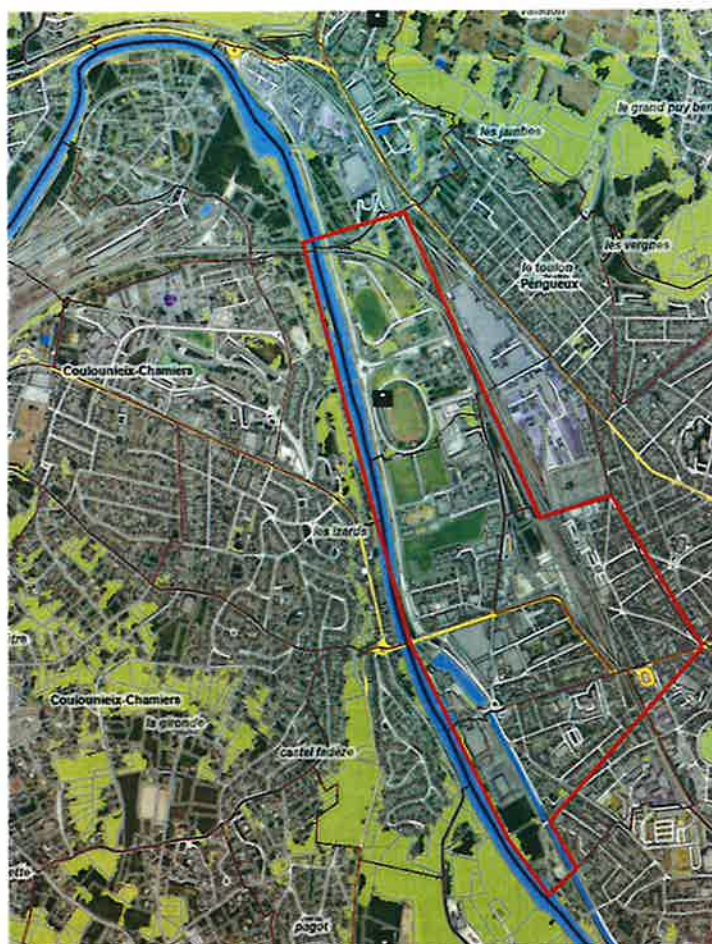 le grand puy ber
les jambes
les vergnes
le toulon
Périgueux
Coulounieix-Chamiers
les izards
Coulounieix-Chamiers
la gironde
castel fadèze
pagot